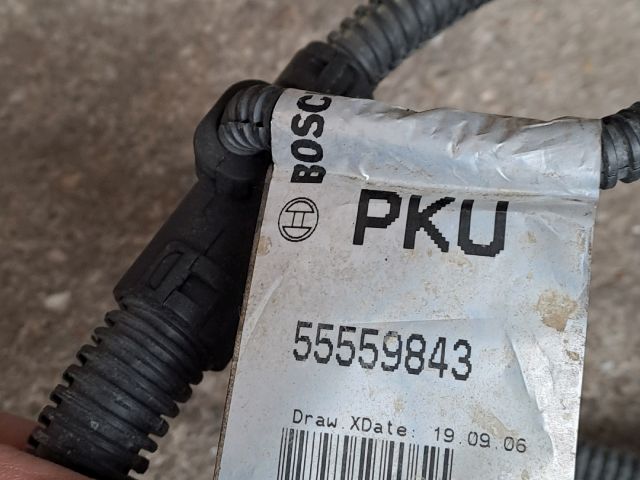 BOSC
PKU
55559843
Draw.XDate: 19.09.06